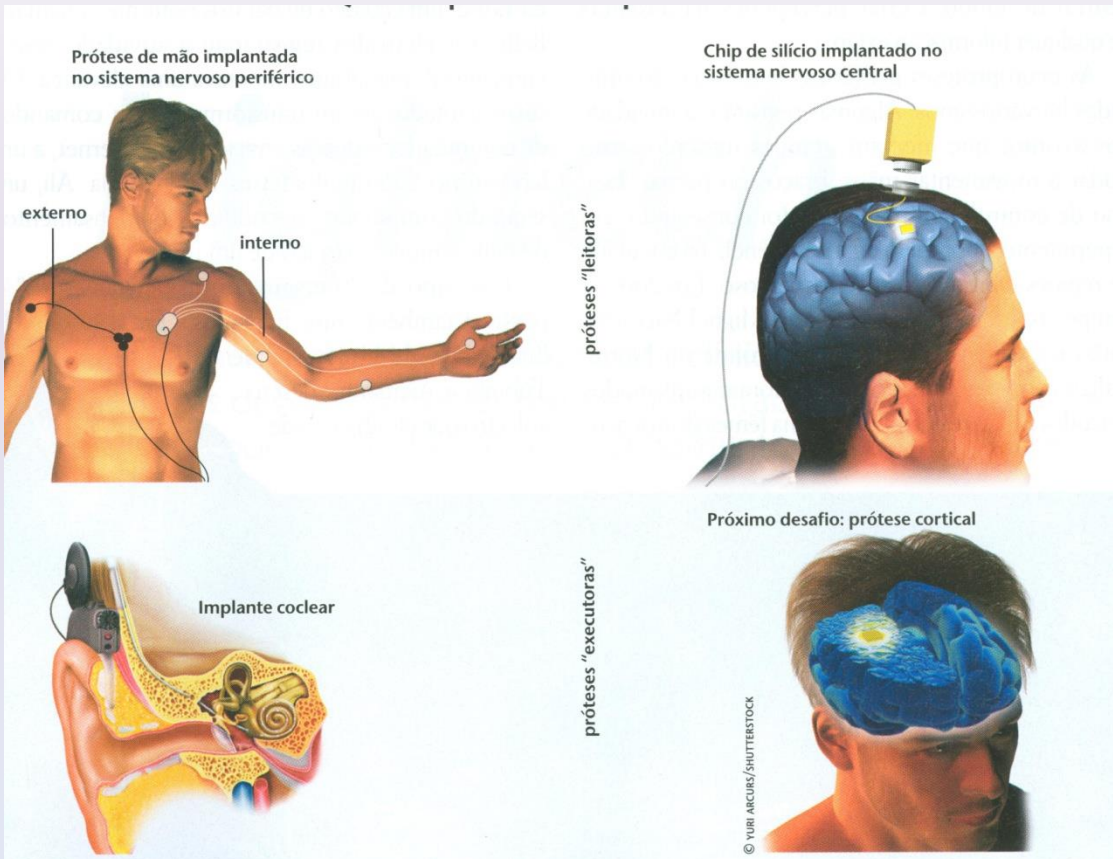 Prótese de mão implantada
no sistema nervoso periférico
externo
interno
Chip de silício implantado no
sistema nervoso central
próteses “leitoras”
Implante coclear
Próximo desafio: prótese cortical
próteses “executoras”
© YURI ARCURS/SHUTTERSTOCK